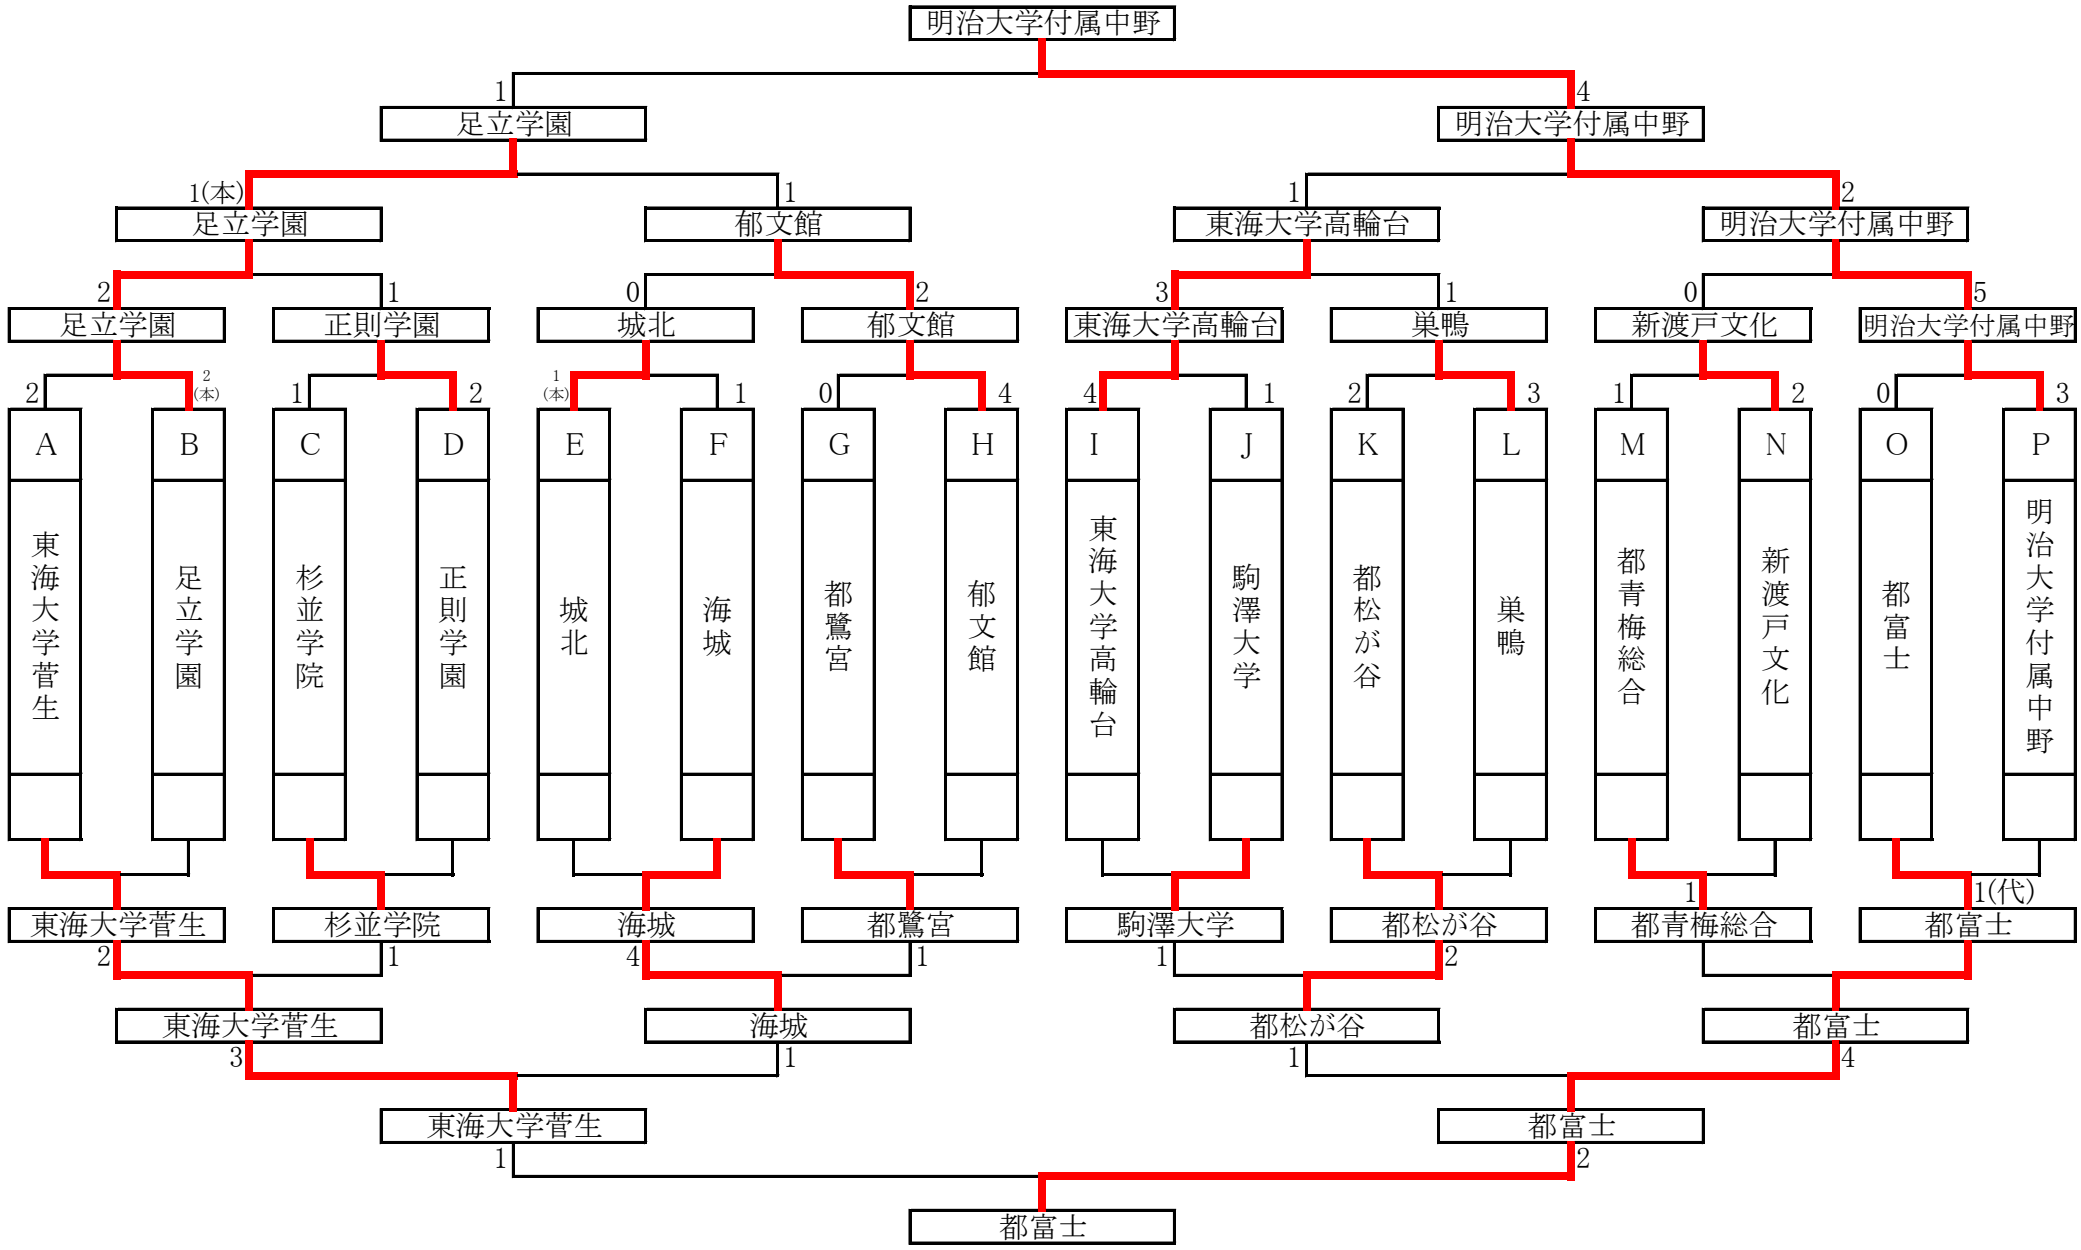 明治大学付属中野
1 4
足立学園 明治大学付属中野
1(本) 1 1 2
足立学園 郁文館 東海大学高輪台 明治大学付属中野
2 1 0 2 3 1 0 5
足立学園 正則学園 城北 郁文館 東海大学高輪台 巣鴨 新渡戸文化 明治大学付属中野
2 2(本) 1 2 1(本) 1 0 4 4 1 2 3 1 2 0 3
A B C D E F G H I J K L M N O P
東海大学菅生
足立学園
杉並学院
正則学園
城北
海城
都鷺宮
郁文館
東海大学高輪台
駒澤大学
都松が谷
巣鴨
都青梅総合
新渡戸文化
都富士
明治大学付属中野
1 1(代)
東海大学菅生 杉並学院 海城 都鷺宮 駒澤大学 都松が谷 都青梅総合 都富士
2 1 4 1 1 2
東海大学菅生 海城 都松が谷 都富士
3 1 1 4
東海大学菅生 都富士
1 2
都富士